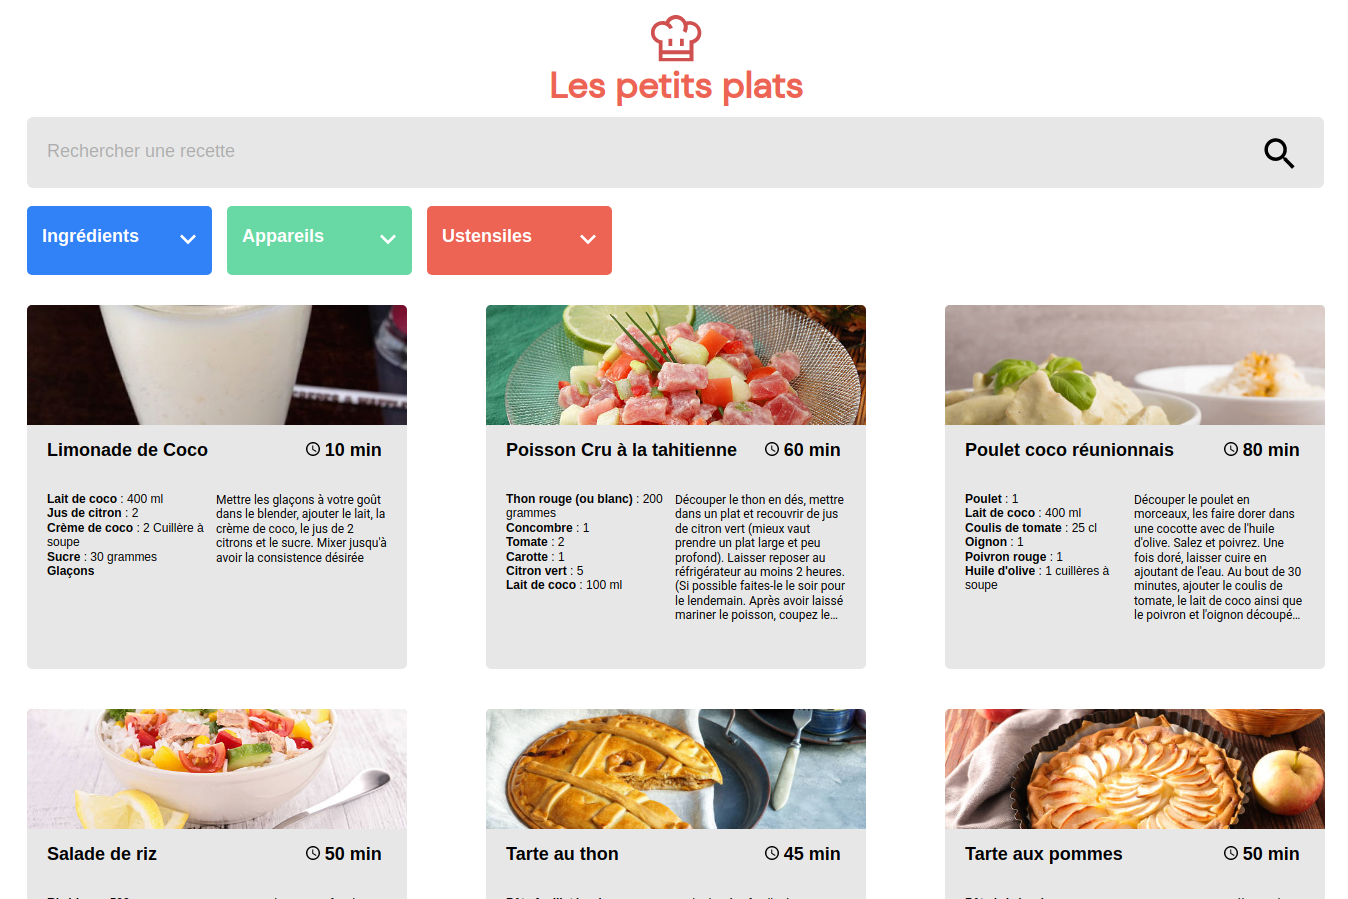 Les petits plats
Rechercher une recette
Ingrédients
Appareils
Ustensiles
Limonade de Coco
10 min
Lait de coco : 400 ml
Jus de citron : 2
Crème de coco : 2 Cuillère à
soupe
Sucre : 30 grammes
Glaçons
Mettre les glaçons à votre goût
dans le blender, ajouter le lait, la
crème de coco, le jus de 2
citrons et le sucre. Mixer jusqu'à
avoir la consistence désirée
Poisson Cru à la tahitienne
60 min
Thon rouge (ou blanc) : 200
grammes
Concombre : 1
Tomate : 2
Carotte : 1
Citron vert : 5
Lait de coco : 100 ml
Découper le thon en dés, mettre
dans un plat et recouvrir de jus
de citron vert (mieux vaut
prendre un plat large et peu
profond). Laisser reposer au
réfrigérateur au moins 2 heures.
(Si possible faites-le le soir pour
le lendemain. Après avoir laissé
mariner le poisson, coupez le...
Poulet coco réunionnais
80 min
Poulet : 1
Lait de coco : 400 ml
Coulis de tomate : 25 cl
Oignon : 1
Poivron rouge : 1
Huile d'olive : 1 cuillères à
soupe
Découper le poulet en
morceaux, les faire dorer dans
une cocotte avec de l'huile
d'olive. Salez et poivrez. Une
fois doré, laisser cuire en
ajoutant de l'eau. Au bout de 30
minutes, ajouter le coulis de
tomate, le lait de coco ainsi que
le poivron et l'oignon découpé...
Salade de riz
50 min
Tarte au thon
45 min
Tarte aux pommes
50 min